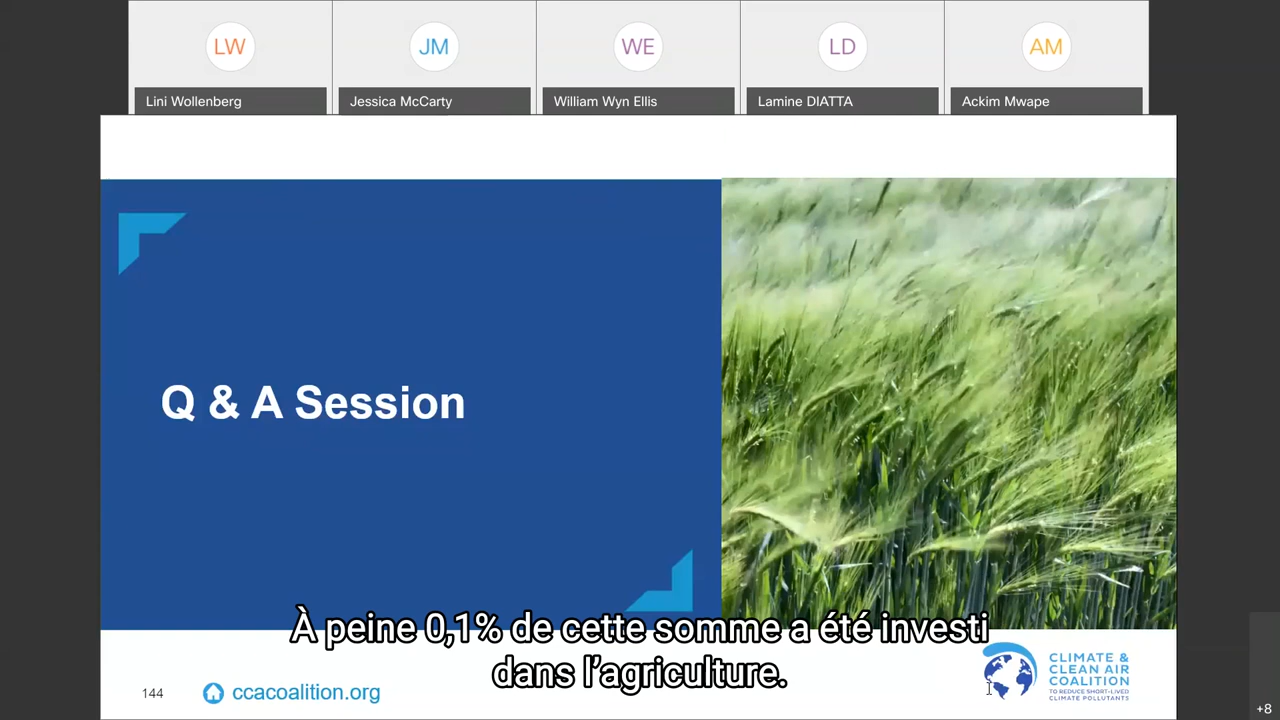 LW
JM
WE
LD
AM
Lini Wollenberg
Jessica McCarty
William Wyn Ellis
Lamine DIATTA
Ackim Mwape
Q & A Session
À peine 0,1% de cette somme a été investi
dans l’agriculture.
144
ccacoalition.org
CLIMATE &
CLEAN AIR
COALITION
TO REDUCE SHORT-LIVED
CLIMATE POLLUTANTS
+8